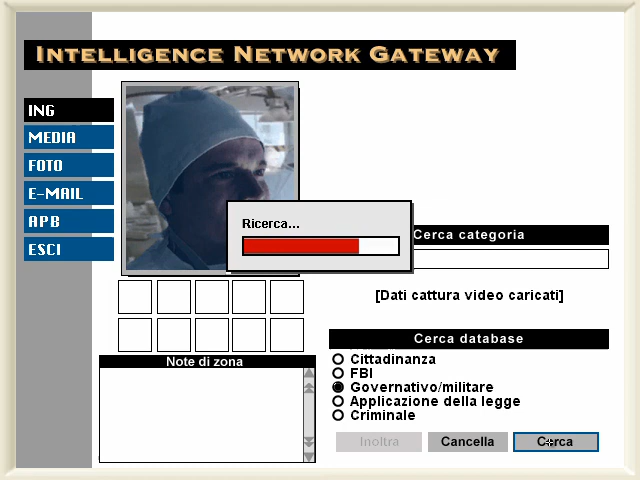 INTELLIGENCE NETWORK GATEWAY
ING
MEDIA
FOTO
E-MAIL
APB
ESCI
Ricerca...
Cerca categoria
[Dati cattura video caricati]
Cerca database
Cittadinanza
FBI
Governativo/militare
Applicazione della legge
Criminale
Note di zona
Inoltra
Cancella
Cerca